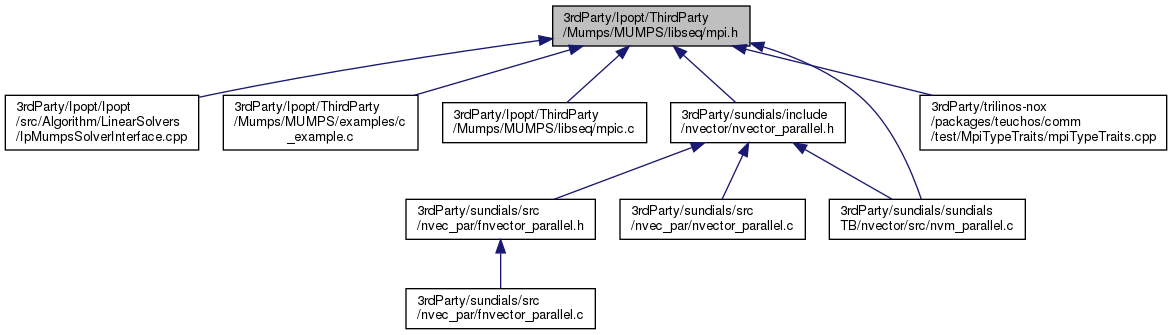 3rdParty/Ipopt/ThirdParty
/Mumps/MUMPS/libseq/mpi.h
3rdParty/Ipopt/Ipopt
/src/Algorithm/LinearSolvers
/IpMumpsSolverInterface.cpp
3rdParty/Ipopt/ThirdParty
/Mumps/MUMPS/examples/c
_example.c
3rdParty/Ipopt/ThirdParty
/Mumps/MUMPS/libseq/mpic.c
3rdParty/sundials/include
/nvector/nvector_parallel.h
3rdParty/trilinos-nox
/packages/teuchos/comm
/test/MpiTypeTraits/mpiTypeTraits.cpp
3rdParty/sundials/src
/nvec_par/fnvector_parallel.h
3rdParty/sundials/src
/nvec_par/nvector_parallel.c
3rdParty/sundials/sundials
TB/nvector/src/nvm_parallel.c
3rdParty/sundials/src
/nvec_par/fnvector_parallel.c